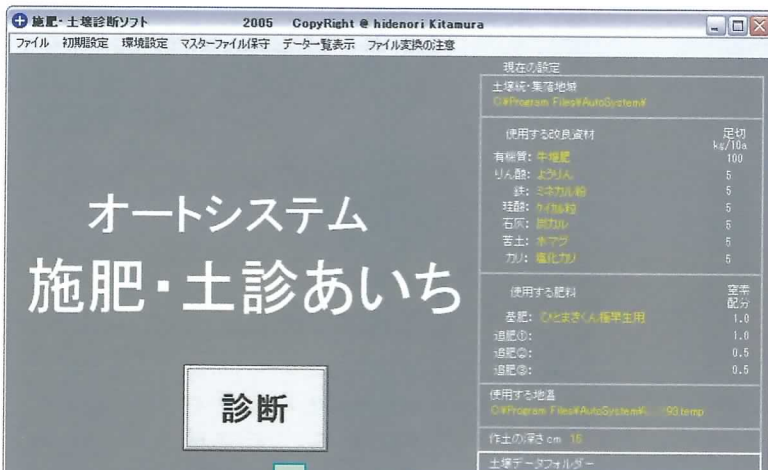 施肥・土壌診断ソフト 2005 CopyRight @ hidenori Kitamura
ファイル 初期設定 環境設定 マスターファイル保守 データ一覧表示 ファイル変換の注意
現在の設定
土壌統・集落地域
C:¥Program Files¥AutoSystem¥
使用する改良資材 足切
kg/10a
有機質: 牛堆肥 100
りん酸: ようりん 5
鉄: ミネカル粉 5
珪酸: ケイカル粒 5
石灰: 炭カル 5
苦土: 水マグ 5
カリ: 塩化カリ 5
オートシステム
施肥・土診あいち
使用する肥料 窒素
配分
基肥: ひとまきくん極早生用 1.0
追肥①: 1.0
追肥②: 0.5
追肥③: 0.5
診断
使用する地温
C:¥Program Files¥AutoSystem¥ 93.temp
作土の深さ cm
土壌データフォルダー